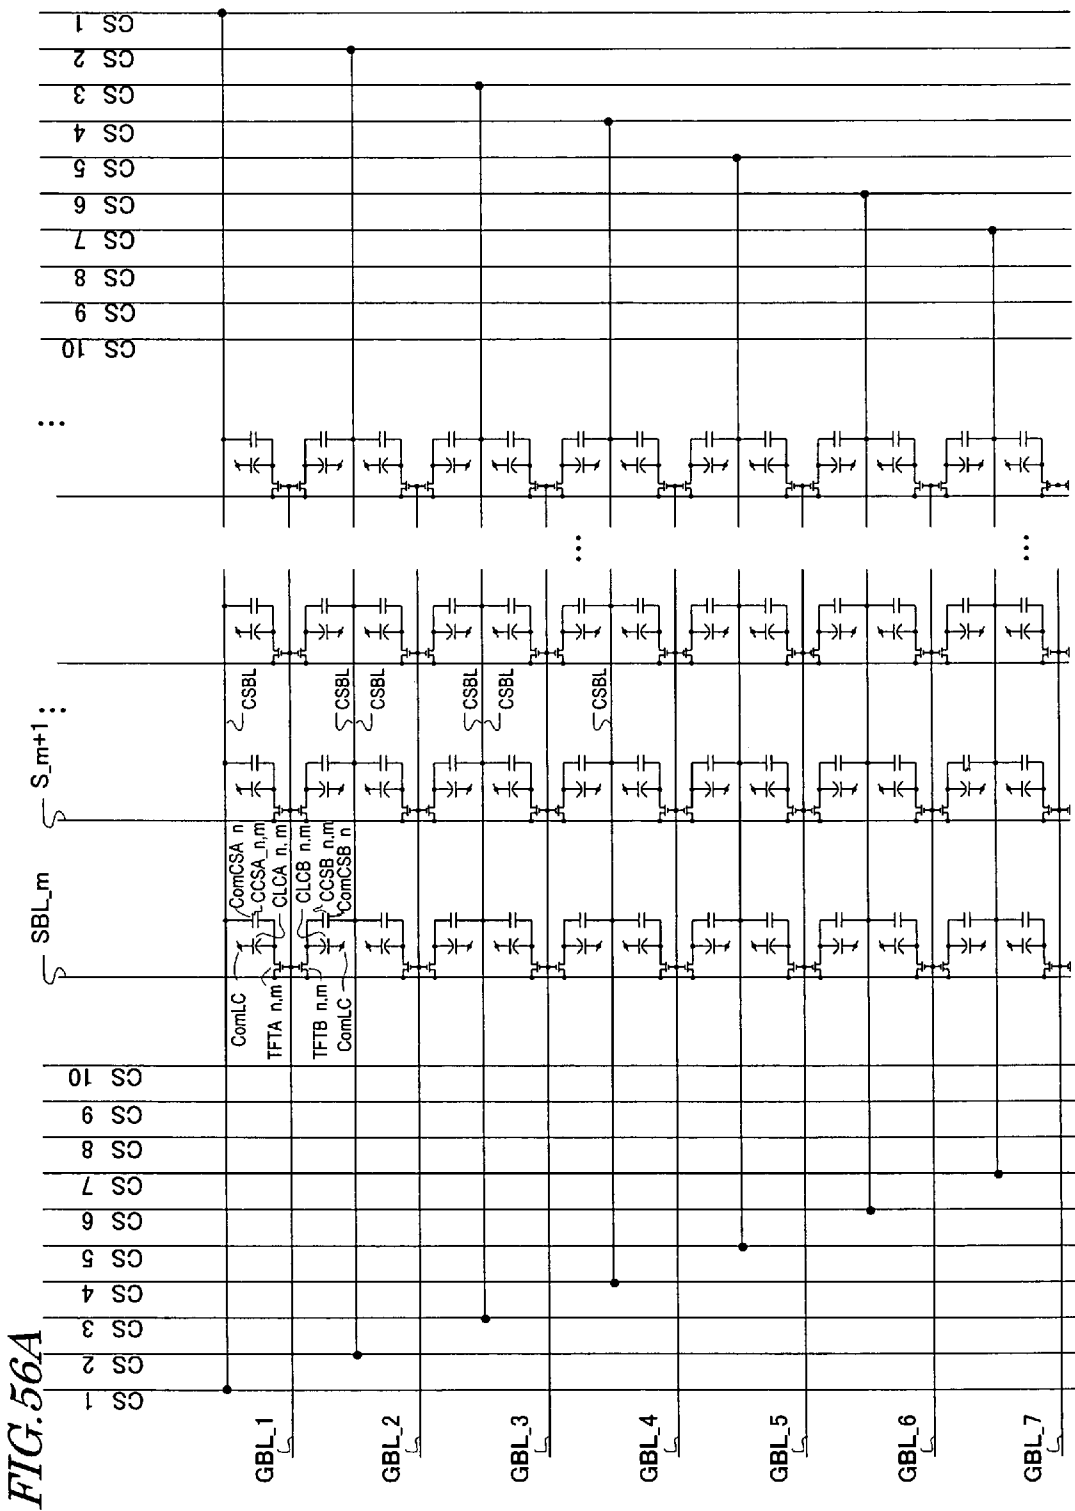 FIG.56A
CS 1
CS 2
CS 3
CS 4
CS 5
CS 6
CS 7
CS 8
CS 9
CS 10
SBL_m
S_m+1
⋮
...
CS 10
CS 9
CS 8
CS 7
CS 6
CS 5
CS 4
CS 3
CS 2
CS 1
ComLC
TFTA n,m
TFTB n,m
ComLC
ComCSA n
CCSA_n,m
CLCA n, m
CLCB n,m
CCSB n,m
ComCSB n
CSBL
CSBL
CSBL
CSBL
CSBL
CSBL
...
...
GBL_1
GBL_2
GBL_3
GBL_4
GBL_5
GBL_6
GBL_7